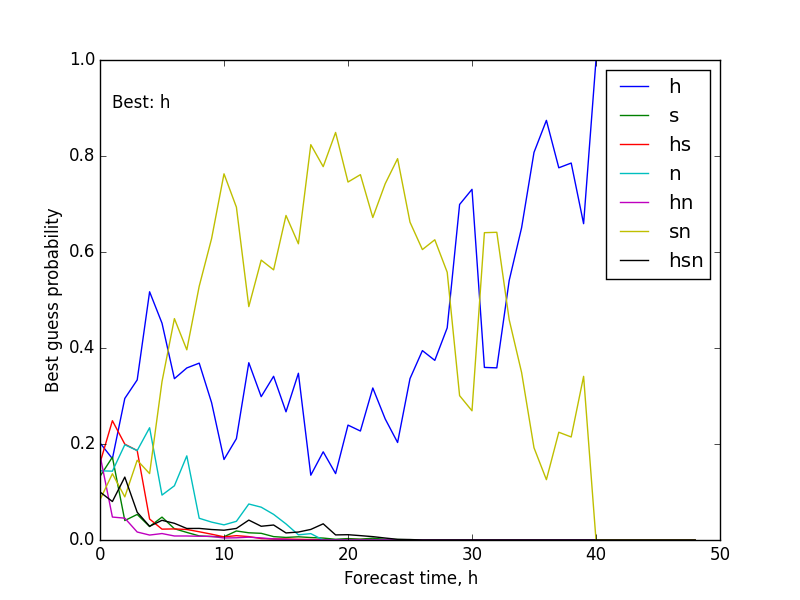 Best: h
h
s
hs
n
hn
sn
hsn
1.0
0.8
0.6
0.4
0.2
0.0
Best guess probability
0 10 20 30 40 50
Forecast time, h